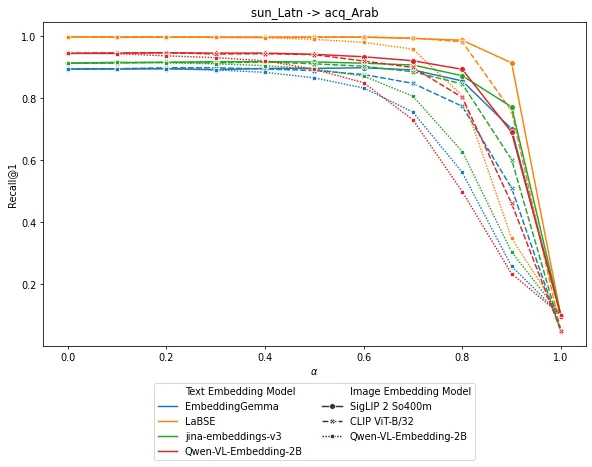 sun_Latn -> acq_Arab
Recall@1
1.0
0.8
0.6
0.4
0.2
0.0 0.2 0.4 0.6 0.8 1.0
α
Text Embedding Model Image Embedding Model
EmbeddingGemma SigLIP 2 So400m
LaBSE CLIP ViT-B/32
jina-embeddings-v3 Qwen-VL-Embedding-2B
Qwen-VL-Embedding-2B